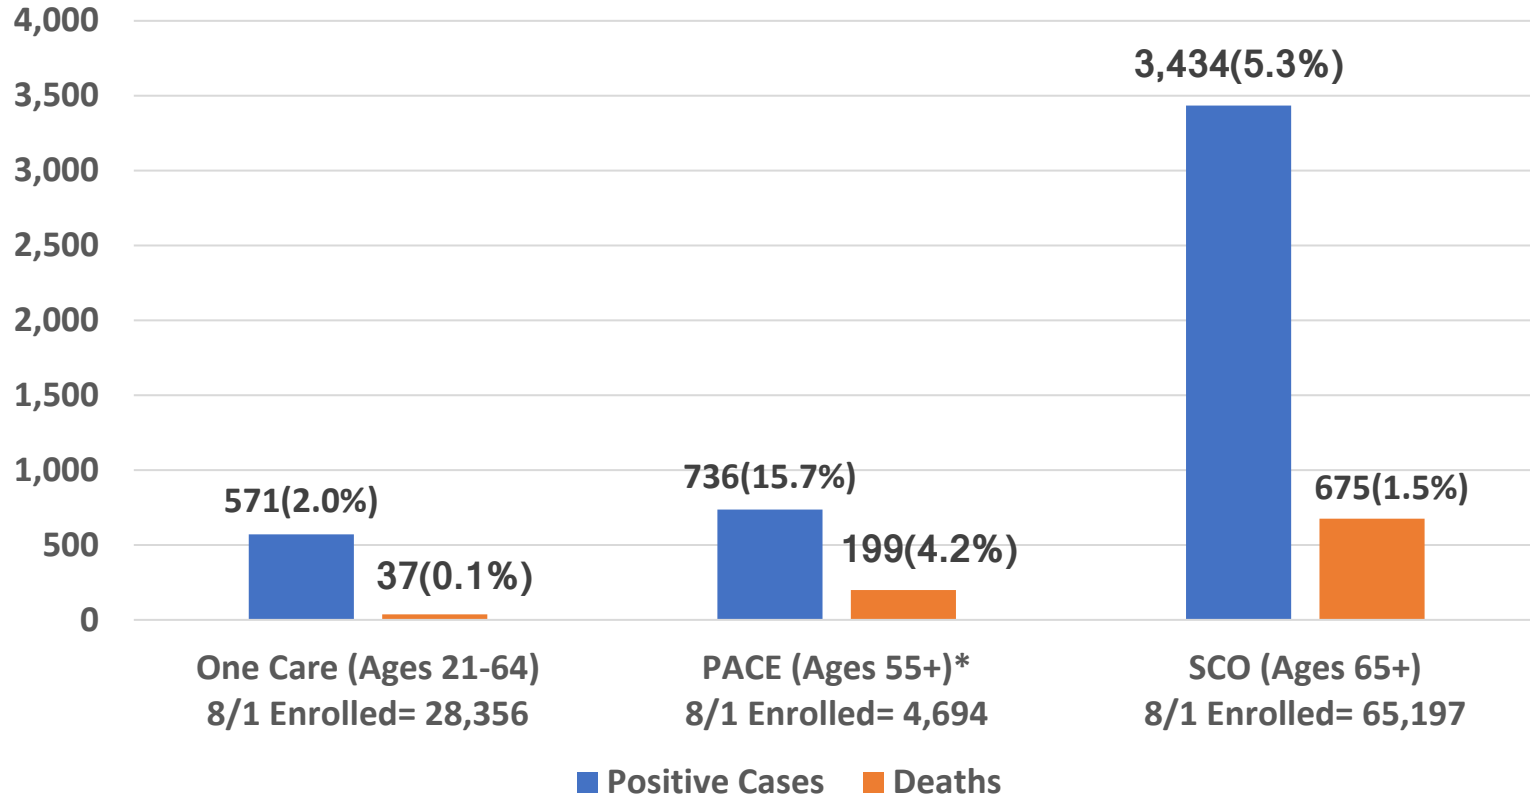 4,000
3,500
3,000
2,500
2,000
1,500
1,000
500
0
3,434(5.3%)
736(15.7%)
675(1.5%)
571(2.0%)
199(4.2%)
37(0.1%)
One Care (Ages 21-64)
8/1 Enrolled= 28,356
PACE (Ages 55+)*
8/1 Enrolled= 4,694
SCO (Ages 65+)
8/1 Enrolled= 65,197
Positive Cases
Deaths